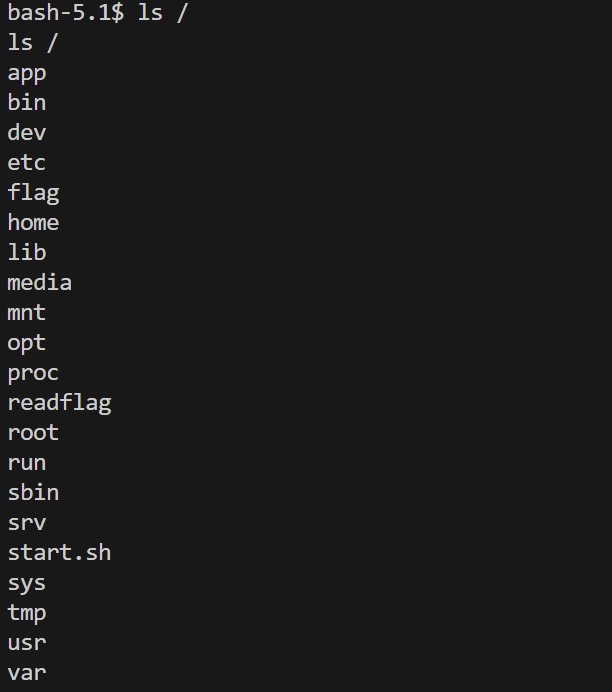 bash-5.1$ ls /
ls /
app
bin
dev
etc
flag
home
lib
media
mnt
opt
proc
readflag
root
run
sbin
srv
start.sh
sys
tmp
usr
var